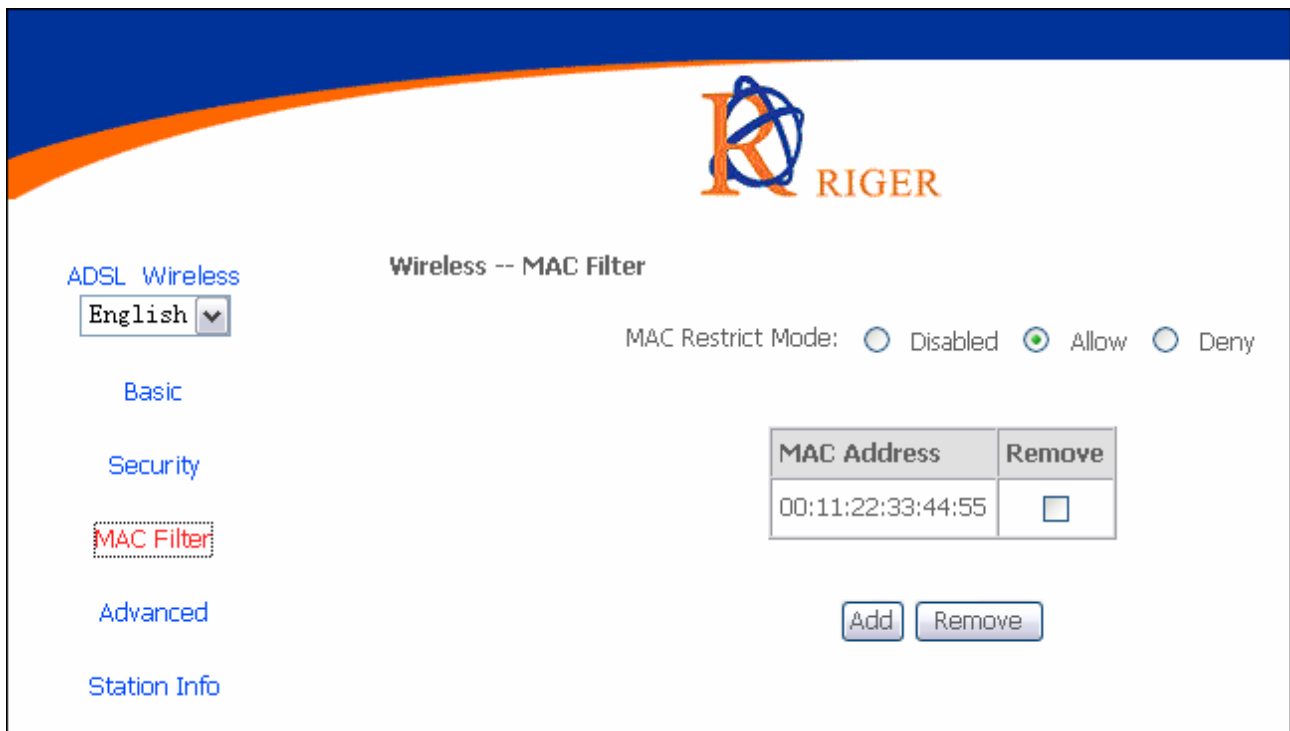 RIGER
ADSL Wireless
English
Basic
Security
MAC Filter
Advanced
Station Info
Wireless -- MAC Filter
MAC Restrict Mode: Disabled Allow Deny
MAC Address Remove
00:11:22:33:44:55
Add Remove